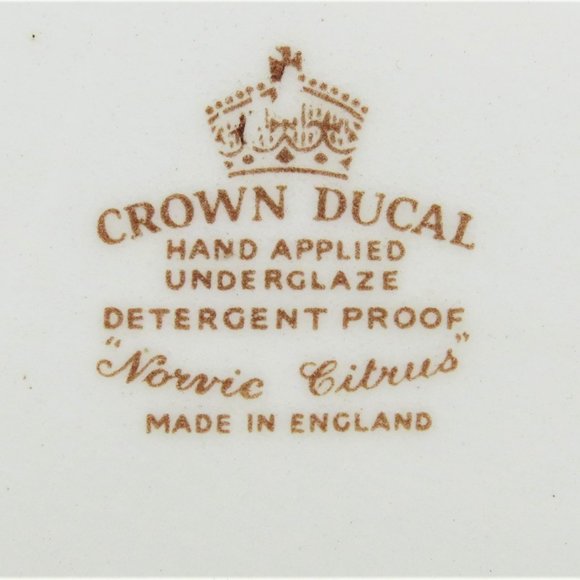 CROWN DUCAL
HAND APPLIED
UNDERGLAZE
DETERGENT PROOF
"Norvic Citrus"
MADE IN ENGLAND